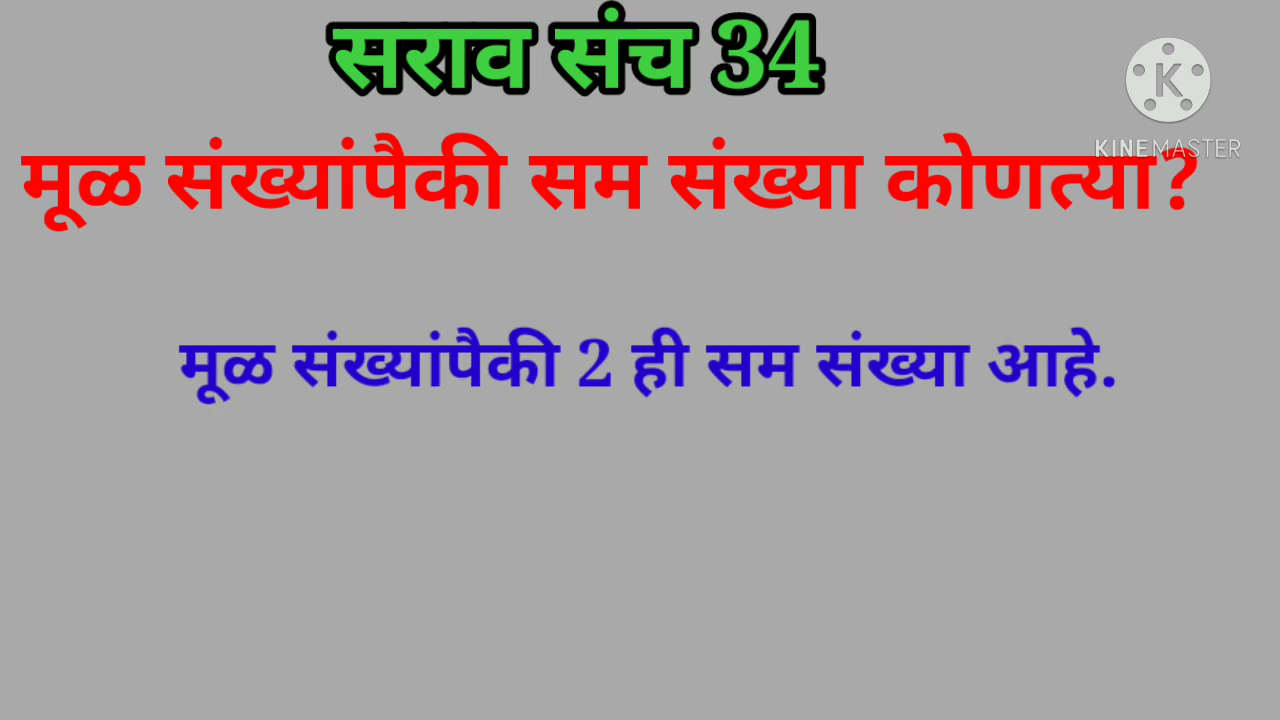 सराव संच 34
KINEMASTER
मूळ संख्यांपैकी सम संख्या कोणत्या?
मूळ संख्यांपैकी 2 ही सम संख्या आहे.